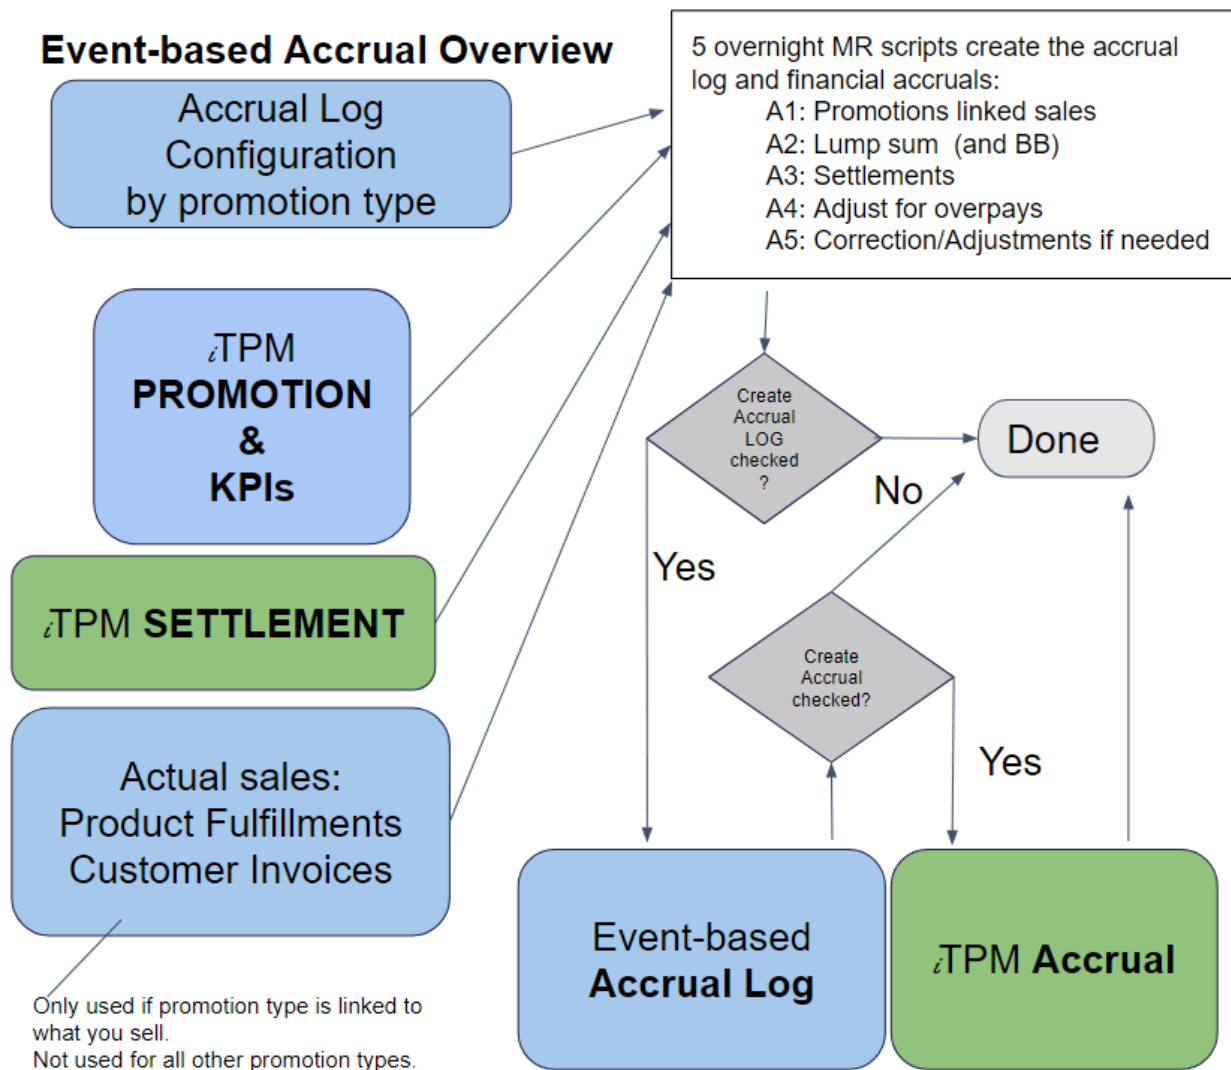 Event-based Accrual Overview
Accrual Log
Configuration
by promotion type
5 overnight MR scripts create the accrual
log and financial accruals:
A1: Promotions linked sales
A2: Lump sum (and BB)
A3: Settlements
A4: Adjust for overpays
A5: Correction/Adjustments if needed
iTPM
PROMOTION
&
KPIs
Create
Accrual
LOG
checked
?
Done
No
Yes
iTPM SETTLEMENT
Create
Accrual
checked?
Yes
Actual sales:
Product Fulfillments
Customer Invoices
Event-based
Accrual Log
iTPM Accrual
Only used if promotion type is linked to
what you sell.
Not used for all other promotion types.